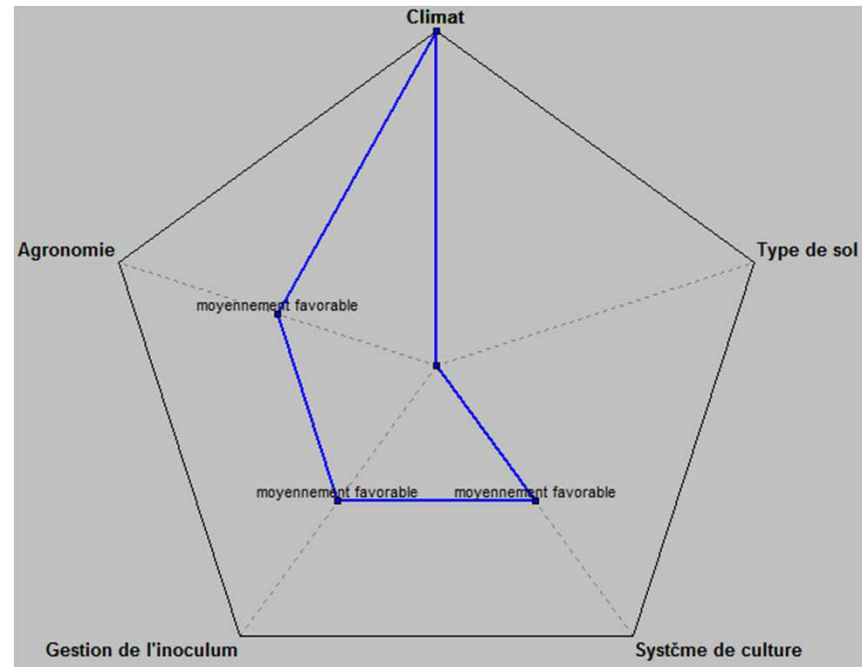 Climat
Agronomie
Type de sol
moyennement favorable
moyennement favorable
moyennement favorable
Gestion de l'inoculum
Systčme de culture